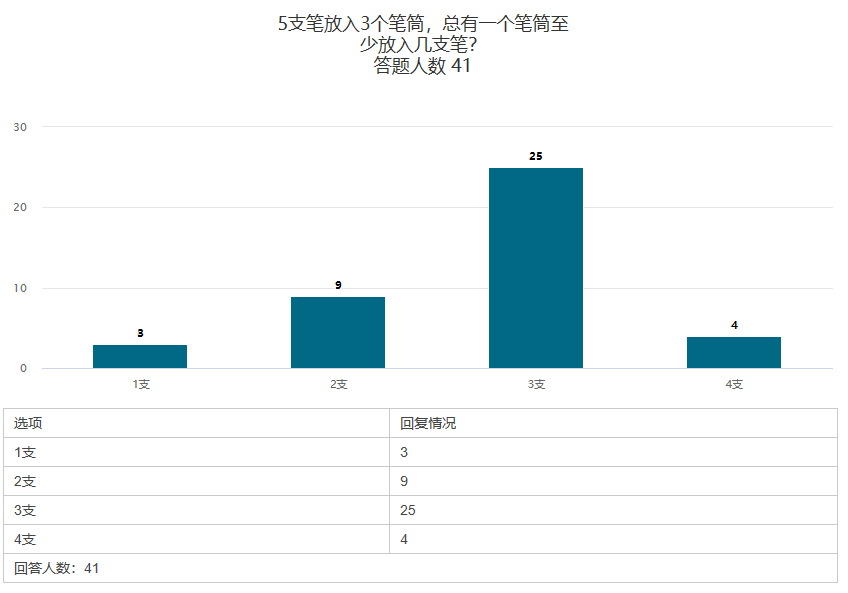 5支笔放入3个笔筒，总有一个笔筒至
少放入几支笔？
答题人数 41
30
25
20
10
9
4
3
0
1支 2支 3支 4支
选项 回复情况
1支 3
2支 9
3支 25
4支 4
回答人数：41